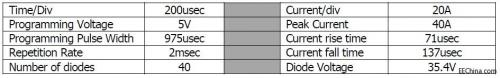 Time/Div 200usec Current/div 20A
Programming Voltage 5V Peak Current 40A
Programming Pulse Width 975usec Current rise time 71usec
Repetition Rate 2msec Current fall time 137usec
Number of diodes 40 Diode Voltage 35.4V
EEChina.com